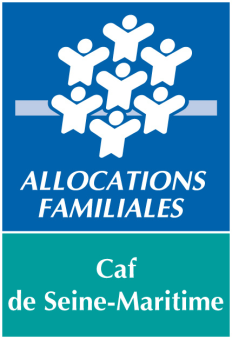 ALLOCATIONS
FAMILIALES
Caf
de Seine-Maritime